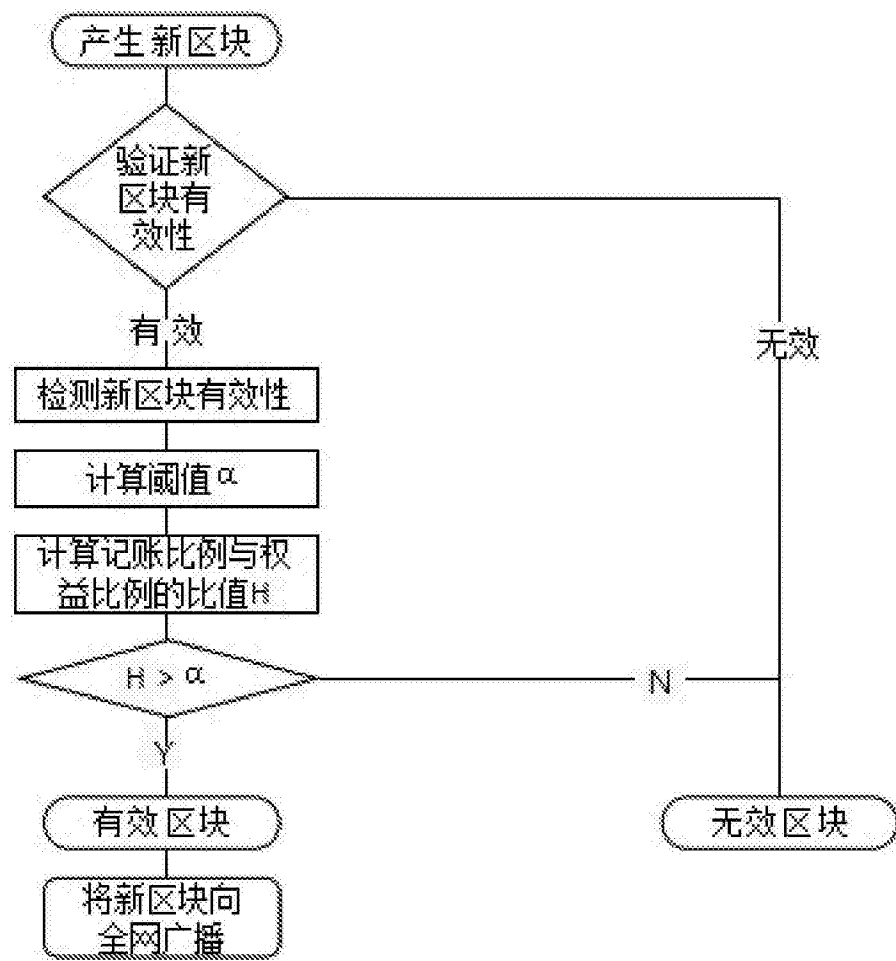 产生新区块
验证新
区块有
效性
有效
无效
检测新区块有效性
计算阈值α
计算记账比例与权
益比例的比值H
H > α
N
Y
有效区块
无效区块
将新区块向
全网广播